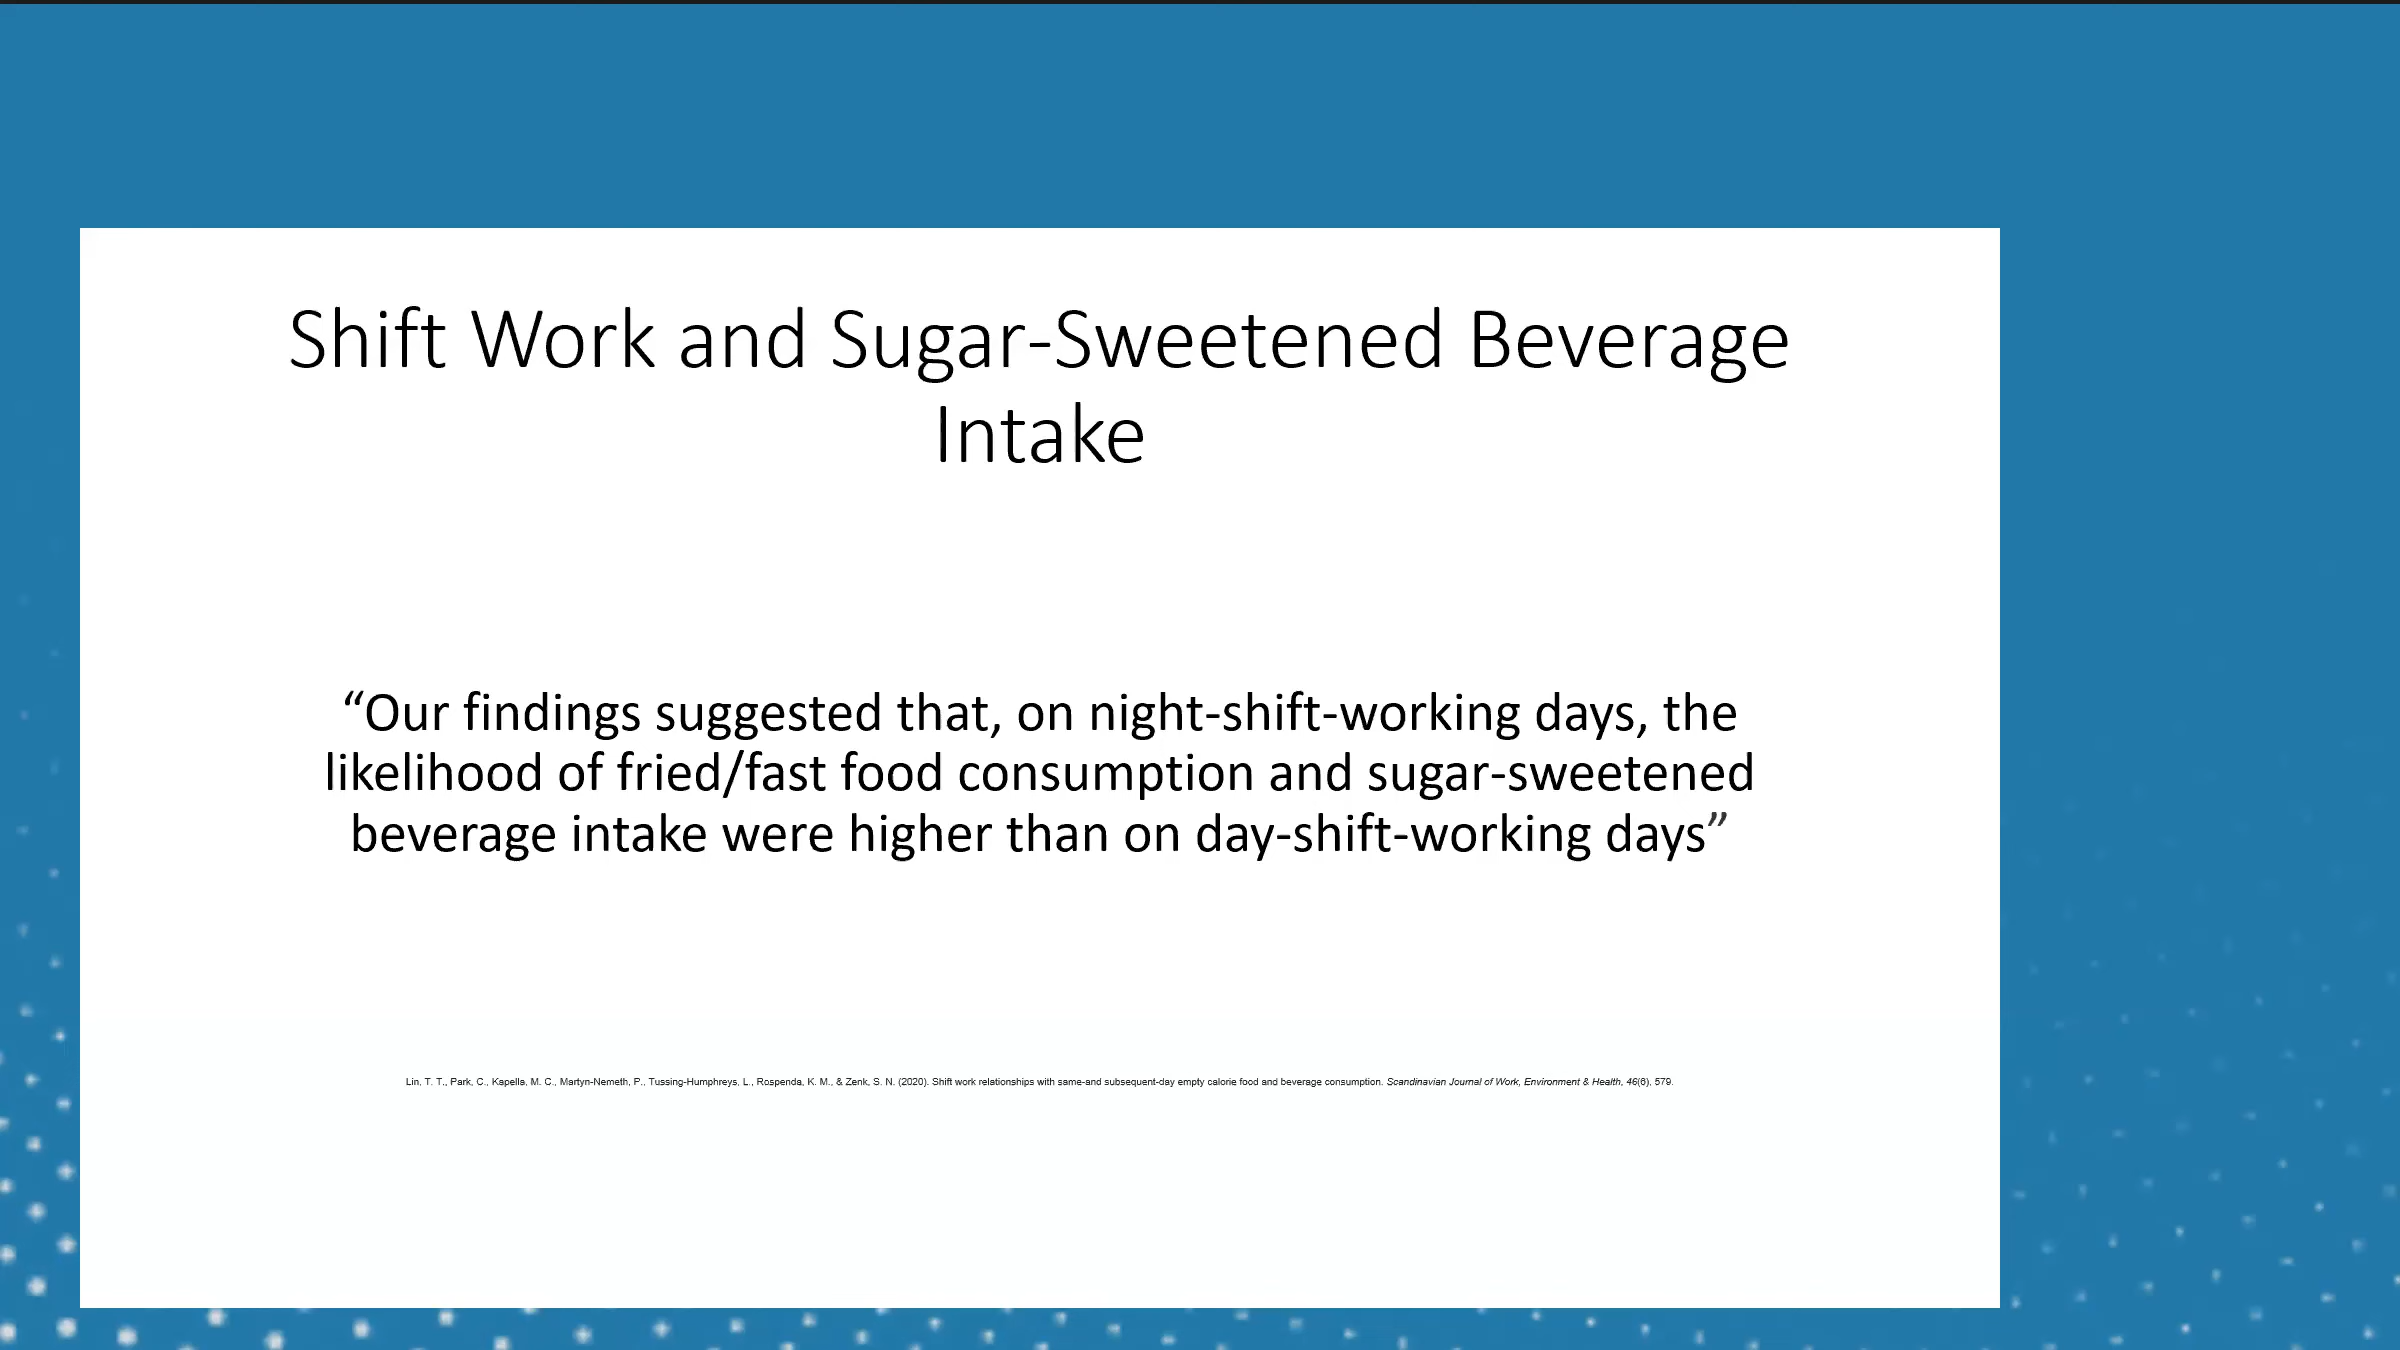 Shift Work and Sugar-Sweetened Beverage
Intake
“Our findings suggested that, on night-shift-working days, the
likelihood of fried/fast food consumption and sugar-sweetened
beverage intake were higher than on day-shift-working days”
Lin, T. T., Park, C., Kapella, M. C., Martyn-Nemeth, P., Tussing-Humphreys, L., Rospenda, K. M., & Zenk, S. N. (2020). Shift work relationships with same-and subsequent-day empty calorie food and beverage consumption. Scandinavian Journal of Work, Environment & Health, 46(6), 579.